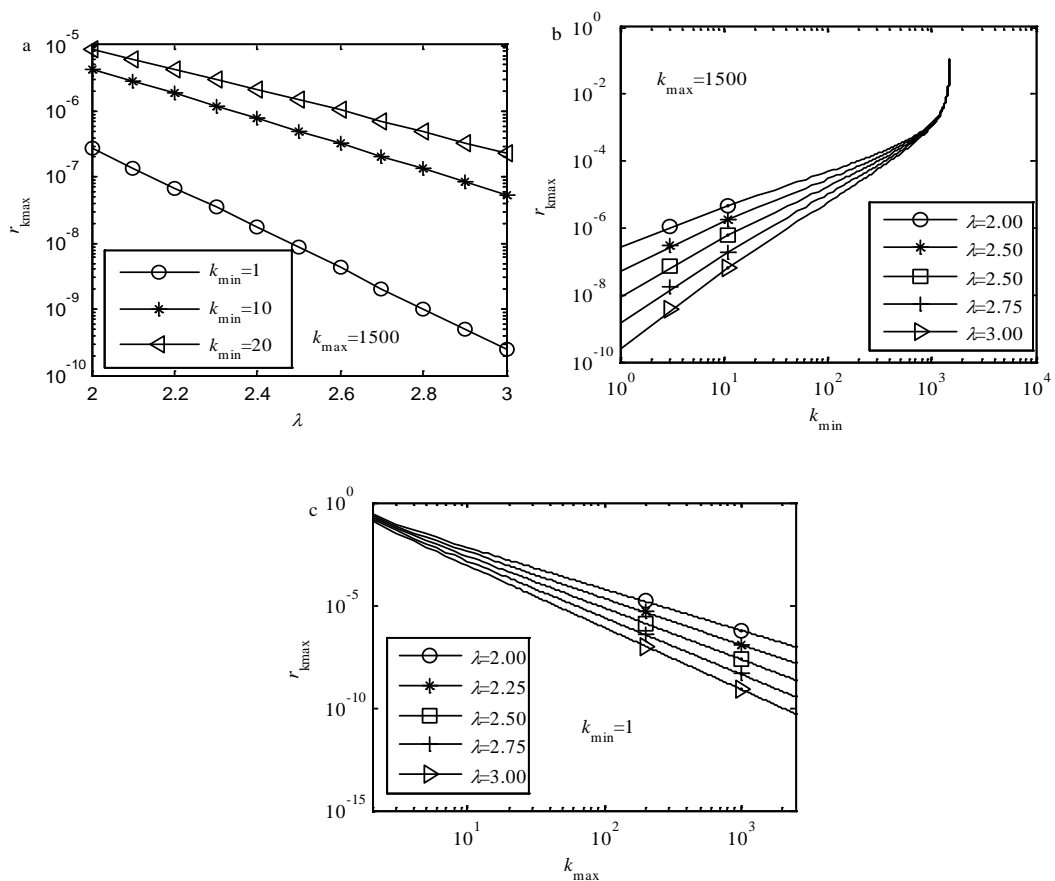 a
r_kmax
10^-5
10^-6
10^-7
10^-8
10^-9
10^-10
2 2.2 2.4 2.6 2.8 3
λ
k_min=1
k_min=10
k_min=20
k_max=1500
b
r_kmax
10^0
10^-2
10^-4
10^-6
10^-8
10^-10
10^0 10^1 10^2 10^3 10^4
k_min
k_max=1500
λ=2.00
λ=2.50
λ=2.50
λ=2.75
λ=3.00
c
r_kmax
10^0
10^-5
10^-10
10^-15
10^1 10^2 10^3
k_max
λ=2.00
λ=2.25
λ=2.50
λ=2.75
λ=3.00
k_min=1